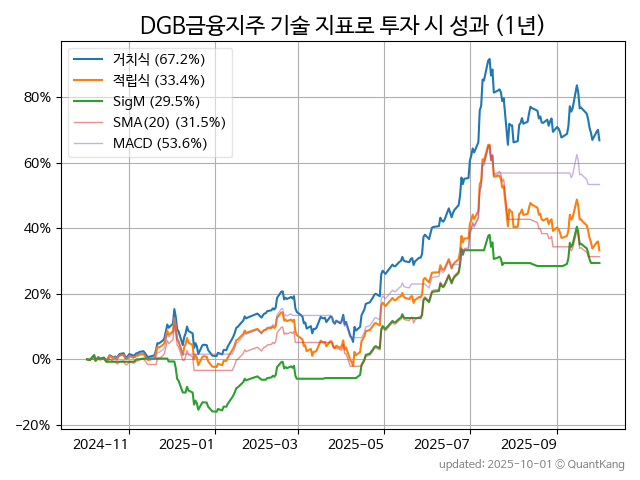 DGB금융지주 기술 지표로 투자 시 성과 (1년)
거치식 (67.2%)
적립식 (33.4%)
SigM (29.5%)
SMA(20) (31.5%)
MACD (53.6%)
80%
60%
40%
20%
0%
−20%
2024-11 2025-01 2025-03 2025-05 2025-07 2025-09
updated: 2025-10-01 © QuantKang